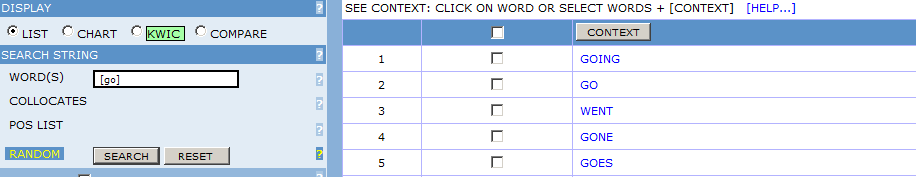 DISPLAY ?
LIST CHART KWIC COMPARE
SEARCH STRING ?
WORD(S) [go] ?
COLLOCATES ?
POS LIST ?
RANDOM SEARCH RESET ?
SEE CONTEXT: CLICK ON WORD OR SELECT WORDS + [CONTEXT] [HELP...]
CONTEXT
1 GOING
2 GO
3 WENT
4 GONE
5 GOES